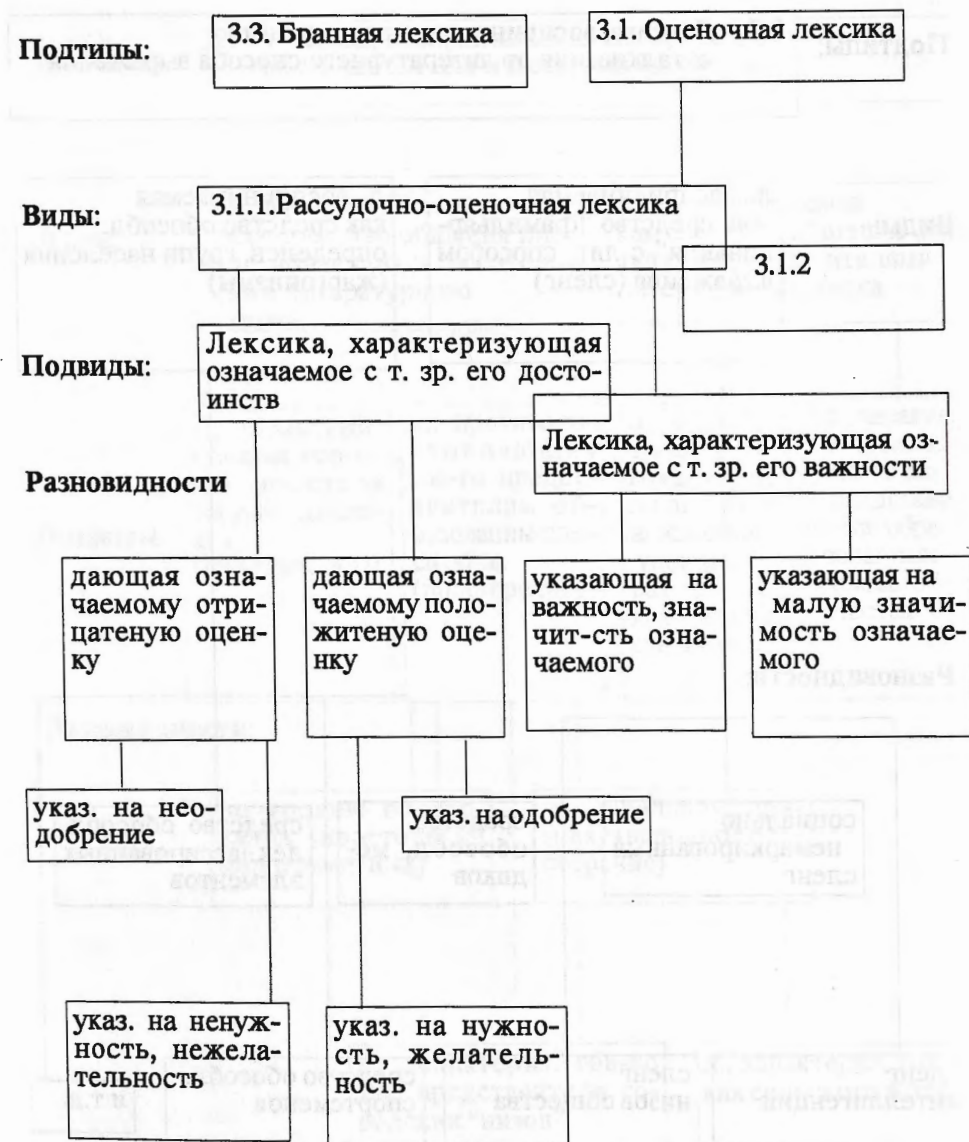 Подтипы:
3.3. Бранная лексика
3.1. Оценочная лексика
Виды:
3.1.1 Рассудочно-оценочная лексика
3.1.2
Подвиды:
Лексика, характеризующая
означаемое с т. зр. его досто-
инств
Лексика, характеризующая оз-
начаемое с т. зр. его важности
Разновидности
дающая озна-
чаемому отри-
цатеную оцен-
ку
дающая озна-
чаемому поло-
житеную оце-
нку
указающая на
важность, зна-
чит-сть озна-
чаемого
указающая на
малую значи-
мость означае-
мого
указ. на нео-
добрение
указ. на одобрение
указ. на ненуж-
ность, нежела-
тельность
указ. на нужно-
сть, желатель-
ность